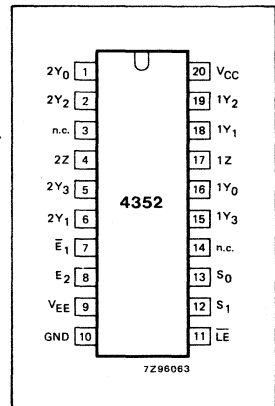 2Y0 1 20 VCC
2Y2 2 19 1Y2
n.c. 3 18 1Y1
2Z 4 17 1Z
2Y3 5 16 1Y0
2Y1 6 15 1Y3
E̅1 7 14 n.c.
E2 8 13 S0
VEE 9 12 S1
GND 10 11 L̅E̅
4352
7Z96063